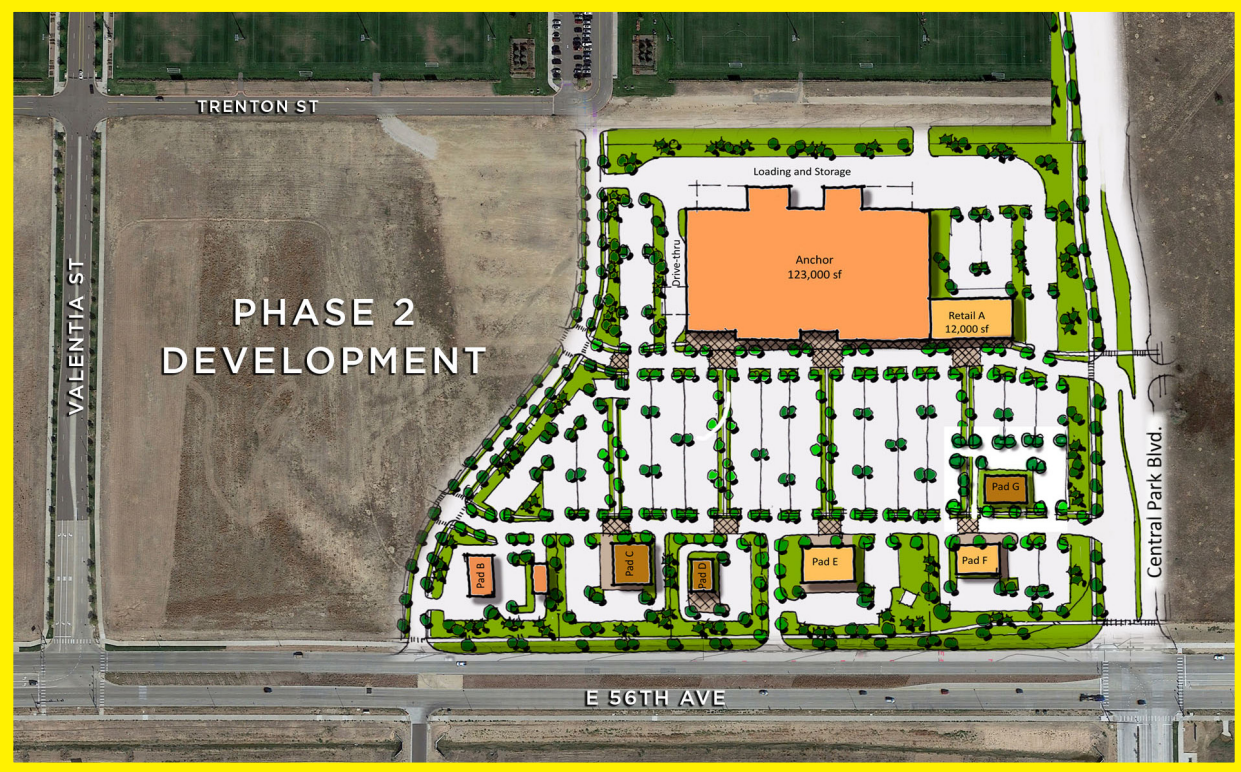 TRENTON ST
Loading and Storage
Drive-thru
Anchor
123,000 sf
Retail A
12,000 sf
VALENTIA ST
PHASE 2
DEVELOPMENT
Central Park Blvd.
Pad G
Pad B
Pad C
Pad D
Pad E
Pad F
E 56TH AVE